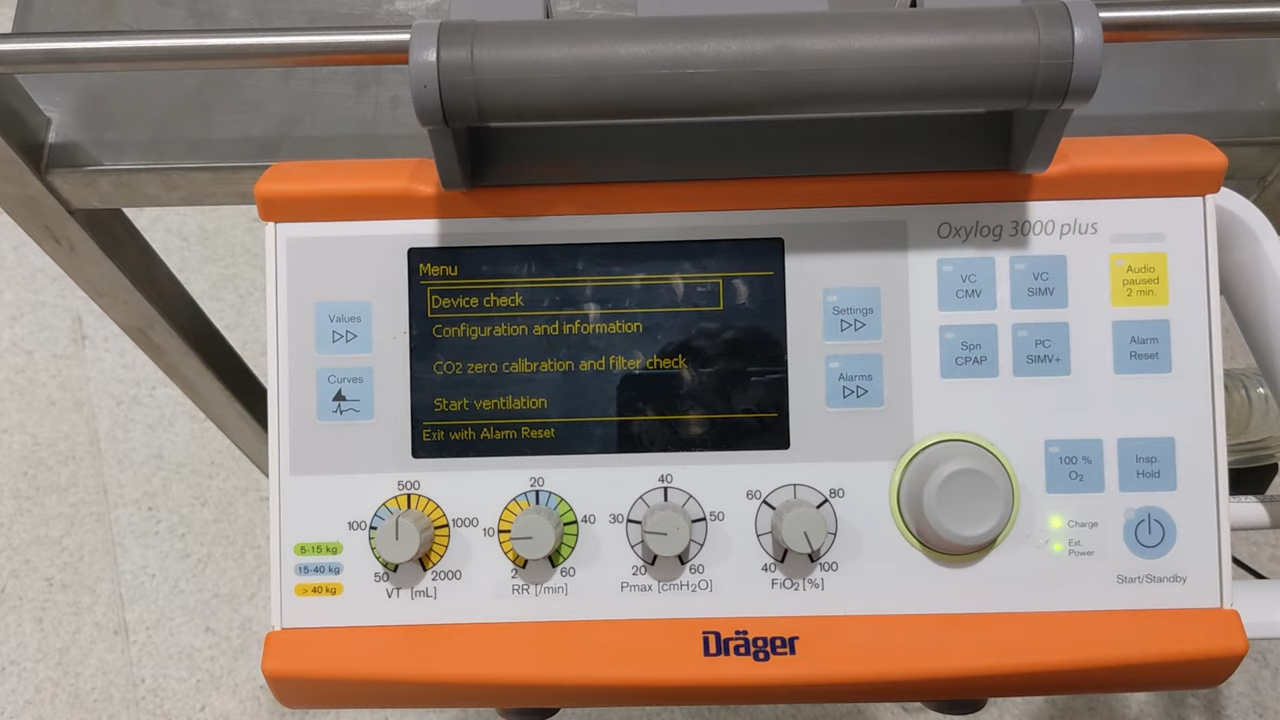 Oxylog 3000 plus
Menu
Device check
Configuration and information
CO2 zero calibration and filter check
Start ventilation
Exit with Alarm Reset
Values
Curves
Settings
Alarms
VC
CMV
VC
SIMV
Audio
paused
2 min.
Spn
CPAP
PC
SIMV+
Alarm
Reset
100 %
O2
Insp.
Hold
Charge
Ext.
Power
Start/Standby
5-15 kg
15-40 kg
> 40 kg
500
100
1000
50
2000
VT [mL]
20
10
40
2
60
RR [/min]
40
30
50
20
60
Pmax [cmH2O]
60
80
40
100
FiO2 [%]
Dräger